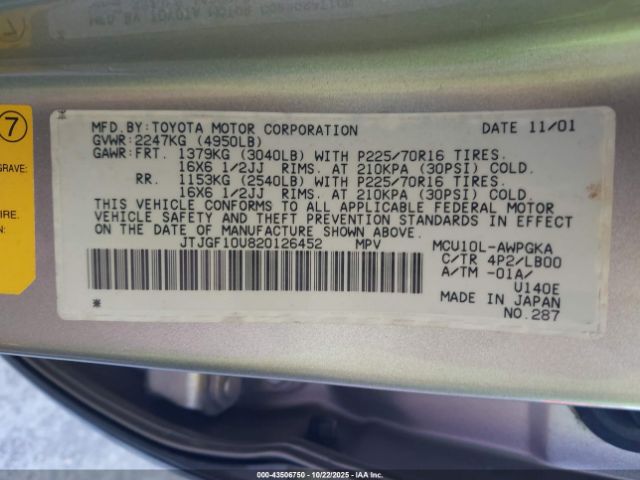 7
GRAVE:
IRE.
MFD.BY:TOYOTA MOTOR CORPORATION DATE 11/01
GVWR:2247KG (4950LB)
GAWR:FRT. 1379KG (3040LB) WITH P225/70R16 TIRES.
16X6 1/2JJ RIMS. AT 210KPA (30PSI) COLD.
RR. 1153KG (2540LB) WITH P225/70R16 TIRES.
16X6 1/2JJ RIMS. AT 210KPA (30PSI) COLD.
THIS VEHICLE CONFORMS TO ALL APPLICABLE FEDERAL MOTOR
VEHICLE SAFETY AND THEFT PREVENTION STANDARDS IN EFFECT
ON THE DATE OF MANUFACTURE SHOWN ABOVE.
JTJGF10U820126452 MPV MCU10L-AWPGKA
C/TR 4P2/LB00
A/TM -01A/
U140E
MADE IN JAPAN
NO.287
000-43506750 - 10/22/2025 - IAA, Inc.